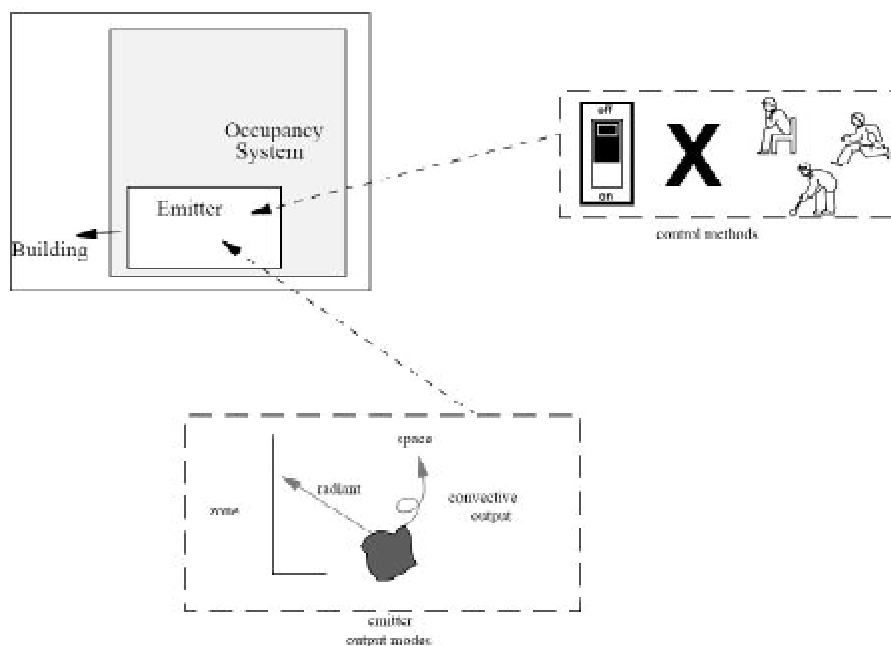 Occupancy
System
Emitter
Building
off
X
on
control methods
space
radiant
convective
output
zone
emitter
output modes